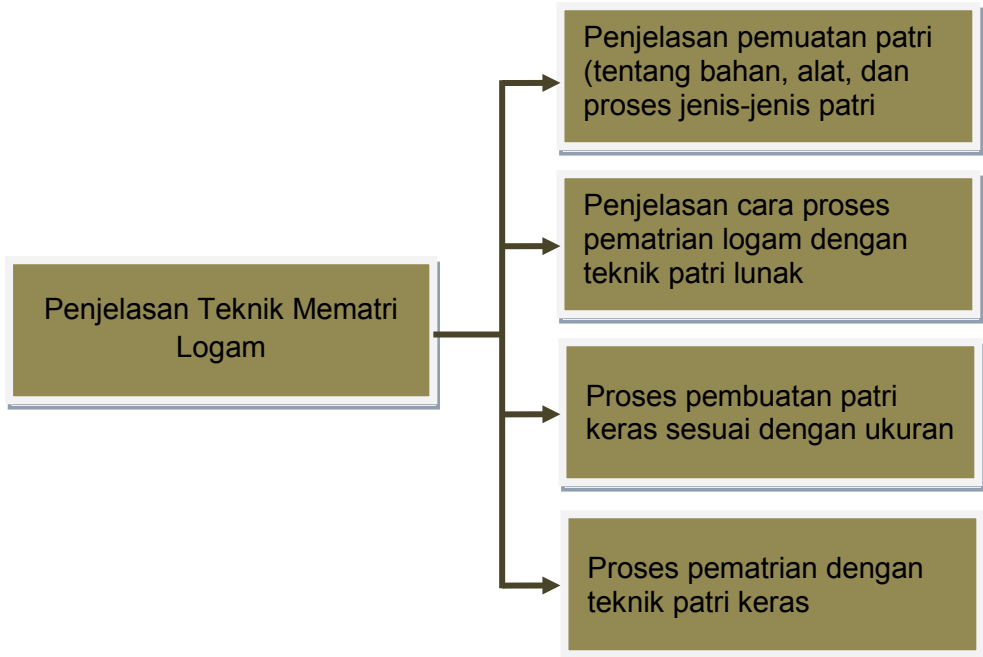 Penjelasan Teknik Mematri
Logam
Penjelasan pemuatan patri
(tentang bahan, alat, dan
proses jenis-jenis patri
Penjelasan cara proses
pematrian logam dengan
teknik patri lunak
Proses pembuatan patri
keras sesuai dengan ukuran
Proses pematrian dengan
teknik patri keras